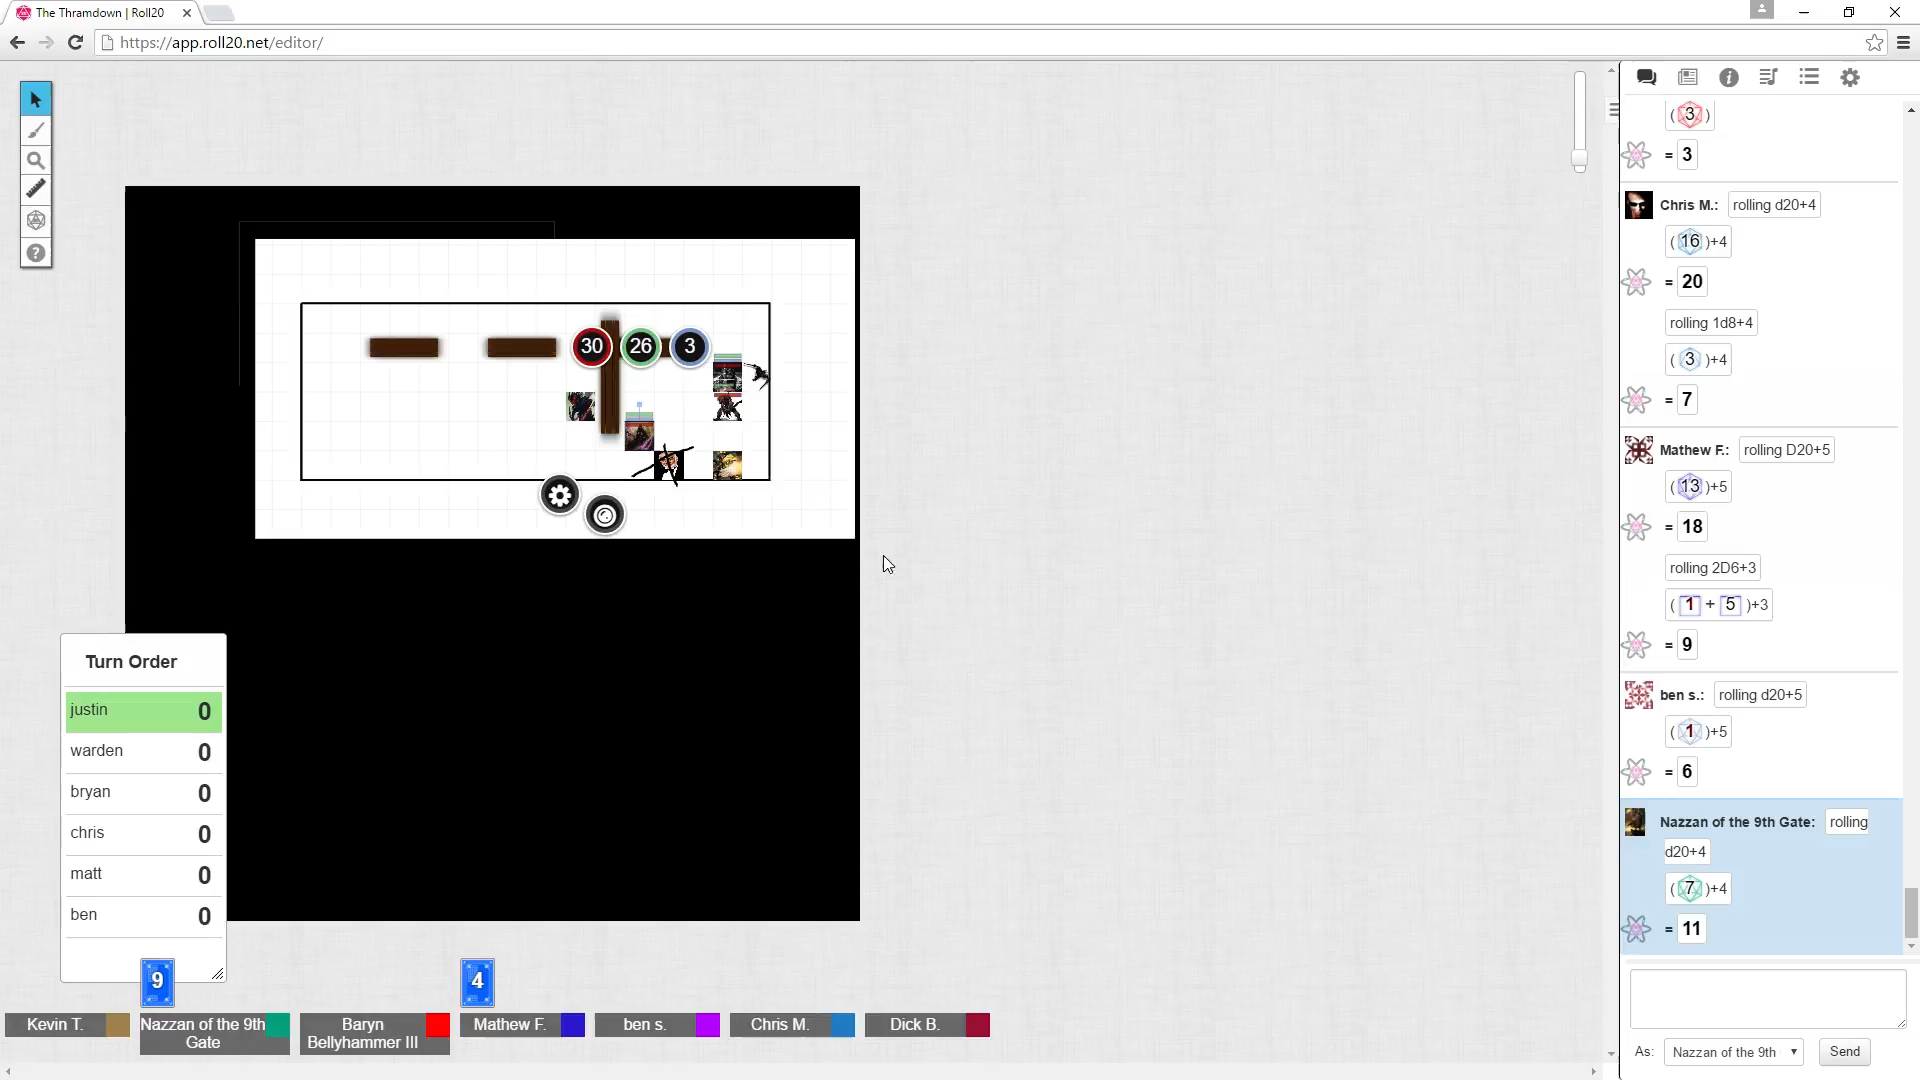 The Thramdown | Roll20
https://app.roll20.net/editor/
30
26
3
Turn Order
justin 0
warden 0
bryan 0
chris 0
matt 0
ben 0
9
4
Kevin T.
Nazzan of the 9th
Gate
Baryn
Bellyhammer III
Mathew F.
ben s.
Chris M.
Dick B.
(3)
= 3
Chris M.: rolling d20+4
(16)+4
= 20
rolling 1d8+4
(3)+4
= 7
Mathew F.: rolling D20+5
(13)+5
= 18
rolling 2D6+3
(1 + 5)+3
= 9
ben s.: rolling d20+5
(1)+5
= 6
Nazzan of the 9th Gate: rolling
d20+4
(7)+4
= 11
As: Nazzan of the 9th
Send